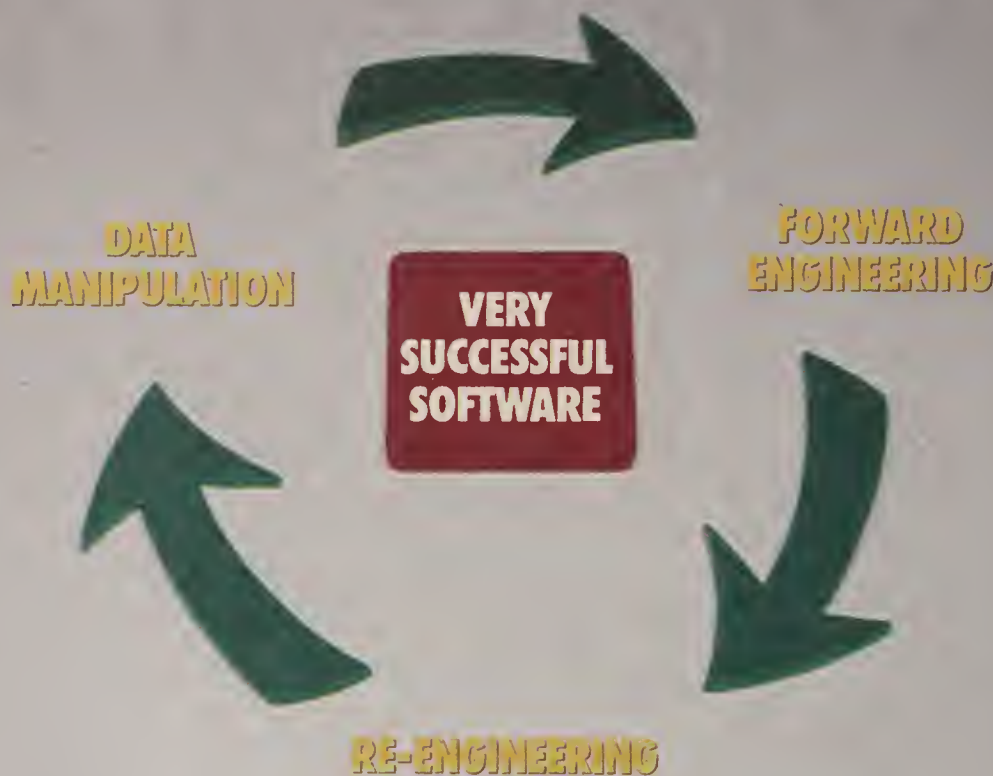 DATA
MANIPULATION
FORWARD
ENGINEERING
VERY
SUCCESSFUL
SOFTWARE
RE-ENGINEERING